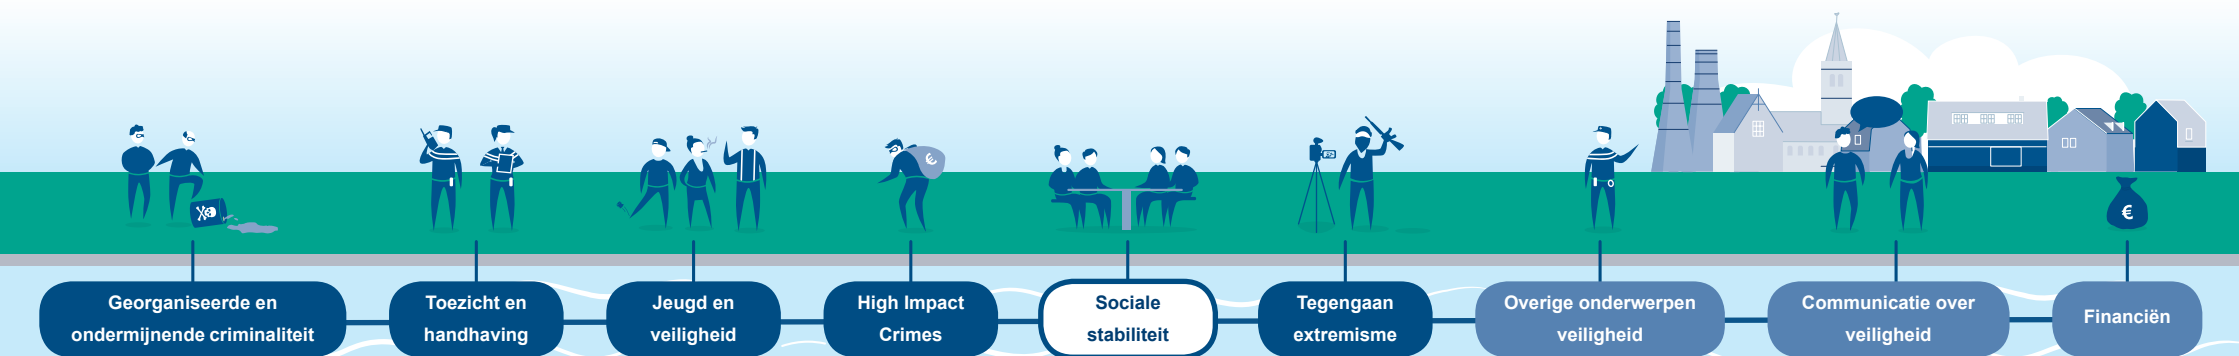 Georganiseerde en
ondermijnende criminaliteit
Toezicht en
handhaving
Jeugd en
veiligheid
High Impact
Crimes
Sociale
stabiliteit
Tegengaan
extremisme
Overige onderwerpen
veiligheid
Communicatie over
veiligheid
Financiën
€
€